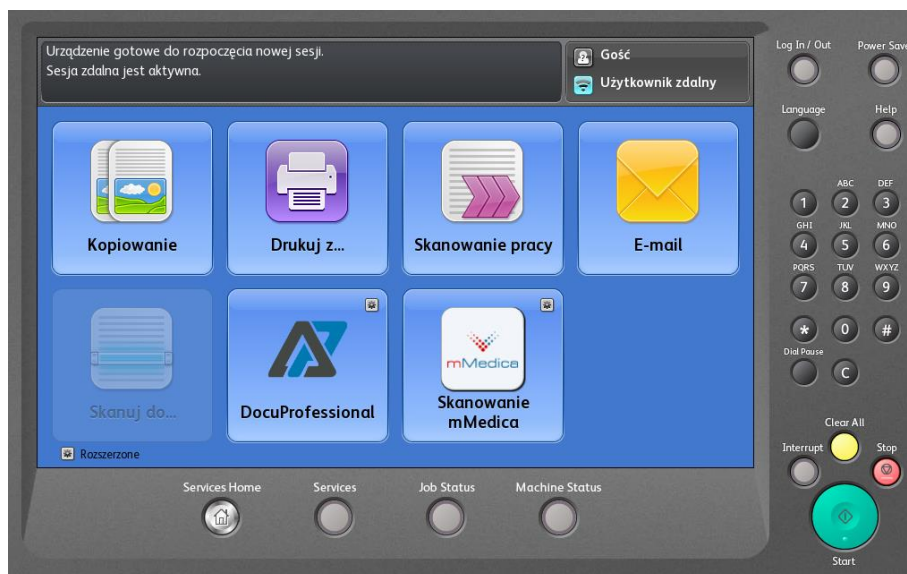 Urządzenie gotowe do rozpoczęcia nowej sesji.
Sesja zdalna jest aktywna.
Gość
Użytkownik zdalny
Kopiowanie
Drukuj z...
Skanowanie pracy
E-mail
Skanuj do...
DocuProfessional
mMedica
Skanowanie
mMedica
Rozszerzone
Services Home
Services
Job Status
Machine Status
Log In / Out
Power Save
Language
Help
ABC
DEF
1
2
3
GHI
JKL
MNO
4
5
6
PQRS
TUV
WXYZ
7
8
9
*
0
#
Dial Pause
C
Clear All
Interrupt
Stop
Start